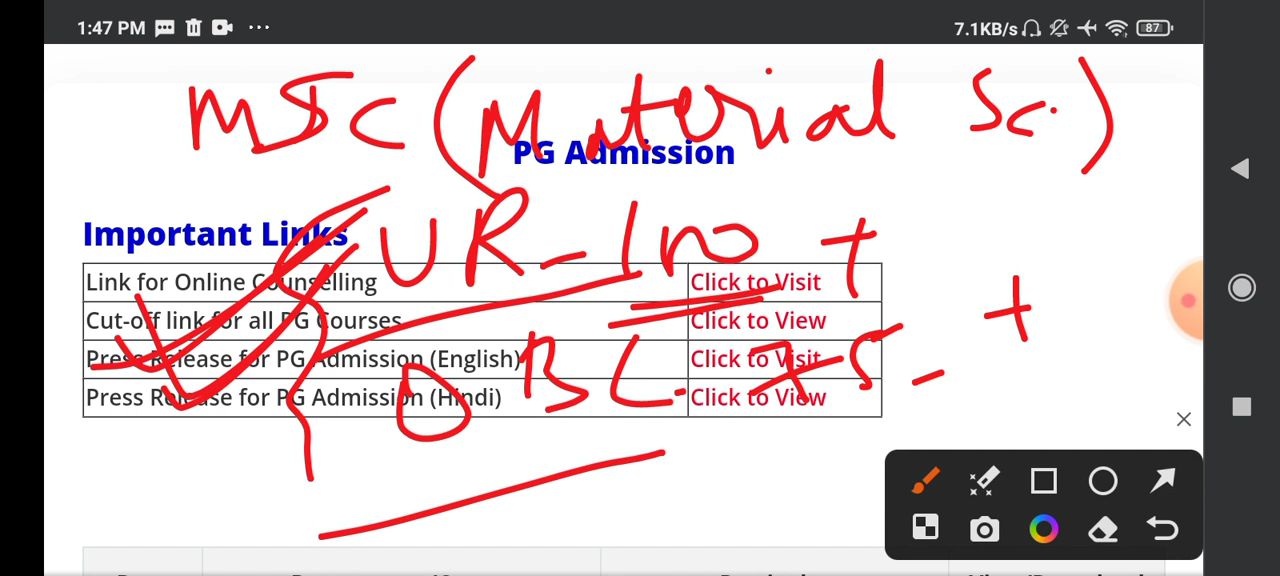 1:47 PM ... 7.1KB/s 87
MSC (Material Sc.)
PG Admission
UR - 100 +
Important Links
Link for Online Counselling Click to Visit
Cut-off link for all PG Courses Click to View
Press Release for PG Admission (English) Click to Visit
Press Release for PG Admission (Hindi) Click to View
OBC - 75 - +